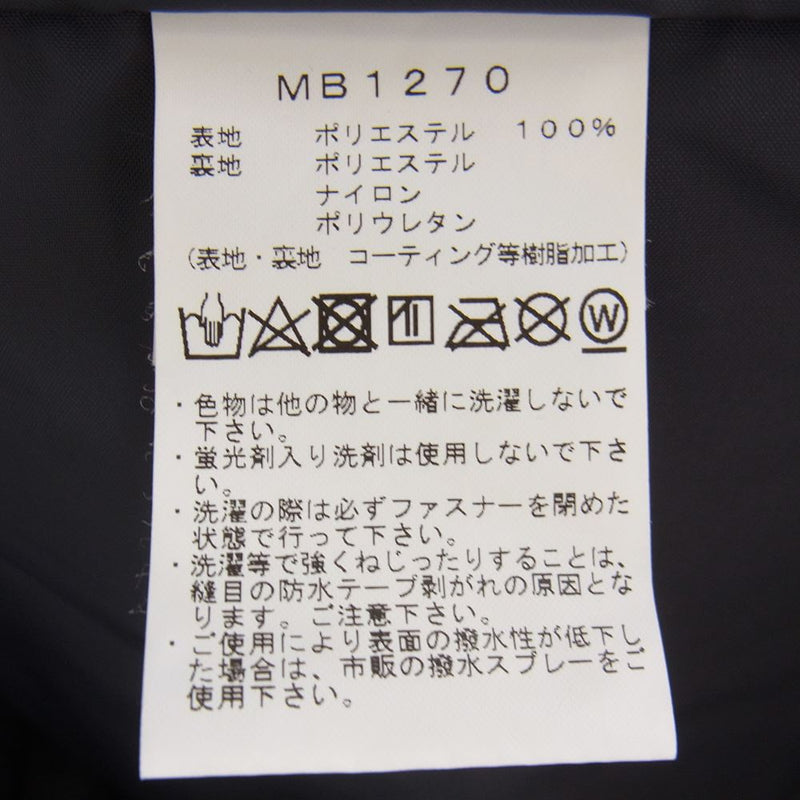 MB1270
表地 ポリエステル 100%
裏地 ポリエステル
ナイロン
ポリウレタン
(表地・裏地 コーティング等樹脂加工)
W
・色物は他の物と一緒に洗濯しないで
下さい。
・蛍光剤入り洗剤は使用しないで下さ
い。
・洗濯の際は必ずファスナーを閉めた
状態で行って下さい。
・洗濯等で強くねじったりすることは、
縫目の防水テープ剥がれの原因とな
ります。ご注意下さい。
・ご使用により表面の撥水性が低下し
た場合は、市販の撥水スプレーをご
使用下さい。